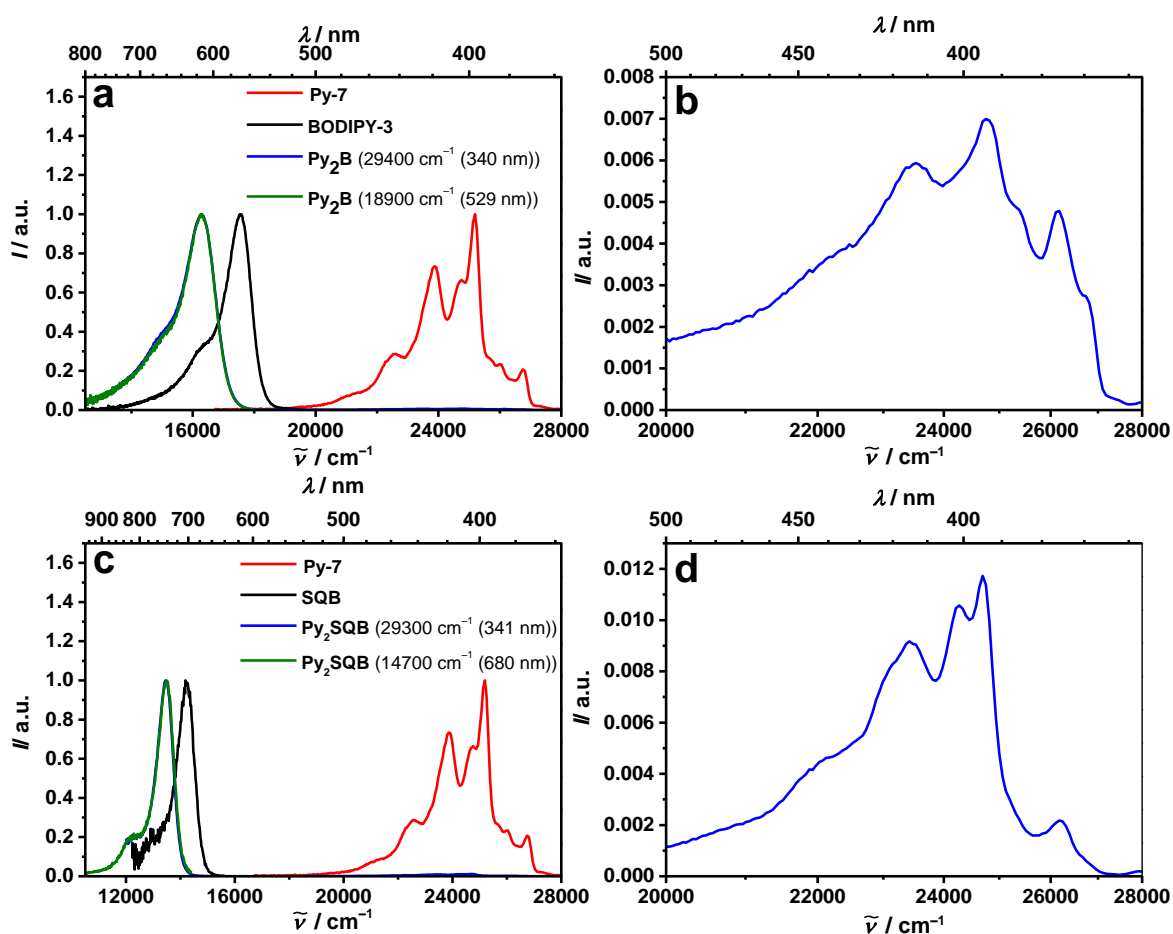 λ / nm
800 700 600 500 400
a
1.6
1.4
1.2
1.0
0.8
0.6
0.4
0.2
0.0
I / a.u.
Py-7
BODIPY-3
Py₂B (29400 cm⁻¹ (340 nm))
Py₂B (18900 cm⁻¹ (529 nm))
16000 20000 24000 28000
ṽ / cm⁻¹
λ / nm
500 450 400
b
0.008
0.007
0.006
0.005
0.004
0.003
0.002
0.001
0.000
I/ a.u.
20000 22000 24000 26000 28000
ṽ / cm⁻¹
λ / nm
900 800 700 600 500 400
c
1.6
1.4
1.2
1.0
0.8
0.6
0.4
0.2
0.0
I/ a.u.
Py-7
SQB
Py₂SQB (29300 cm⁻¹ (341 nm))
Py₂SQB (14700 cm⁻¹ (680 nm))
12000 16000 20000 24000 28000
ṽ / cm⁻¹
λ / nm
500 450 400
d
0.012
0.010
0.008
0.006
0.004
0.002
0.000
I/ a.u.
20000 22000 24000 26000 28000
ṽ / cm⁻¹